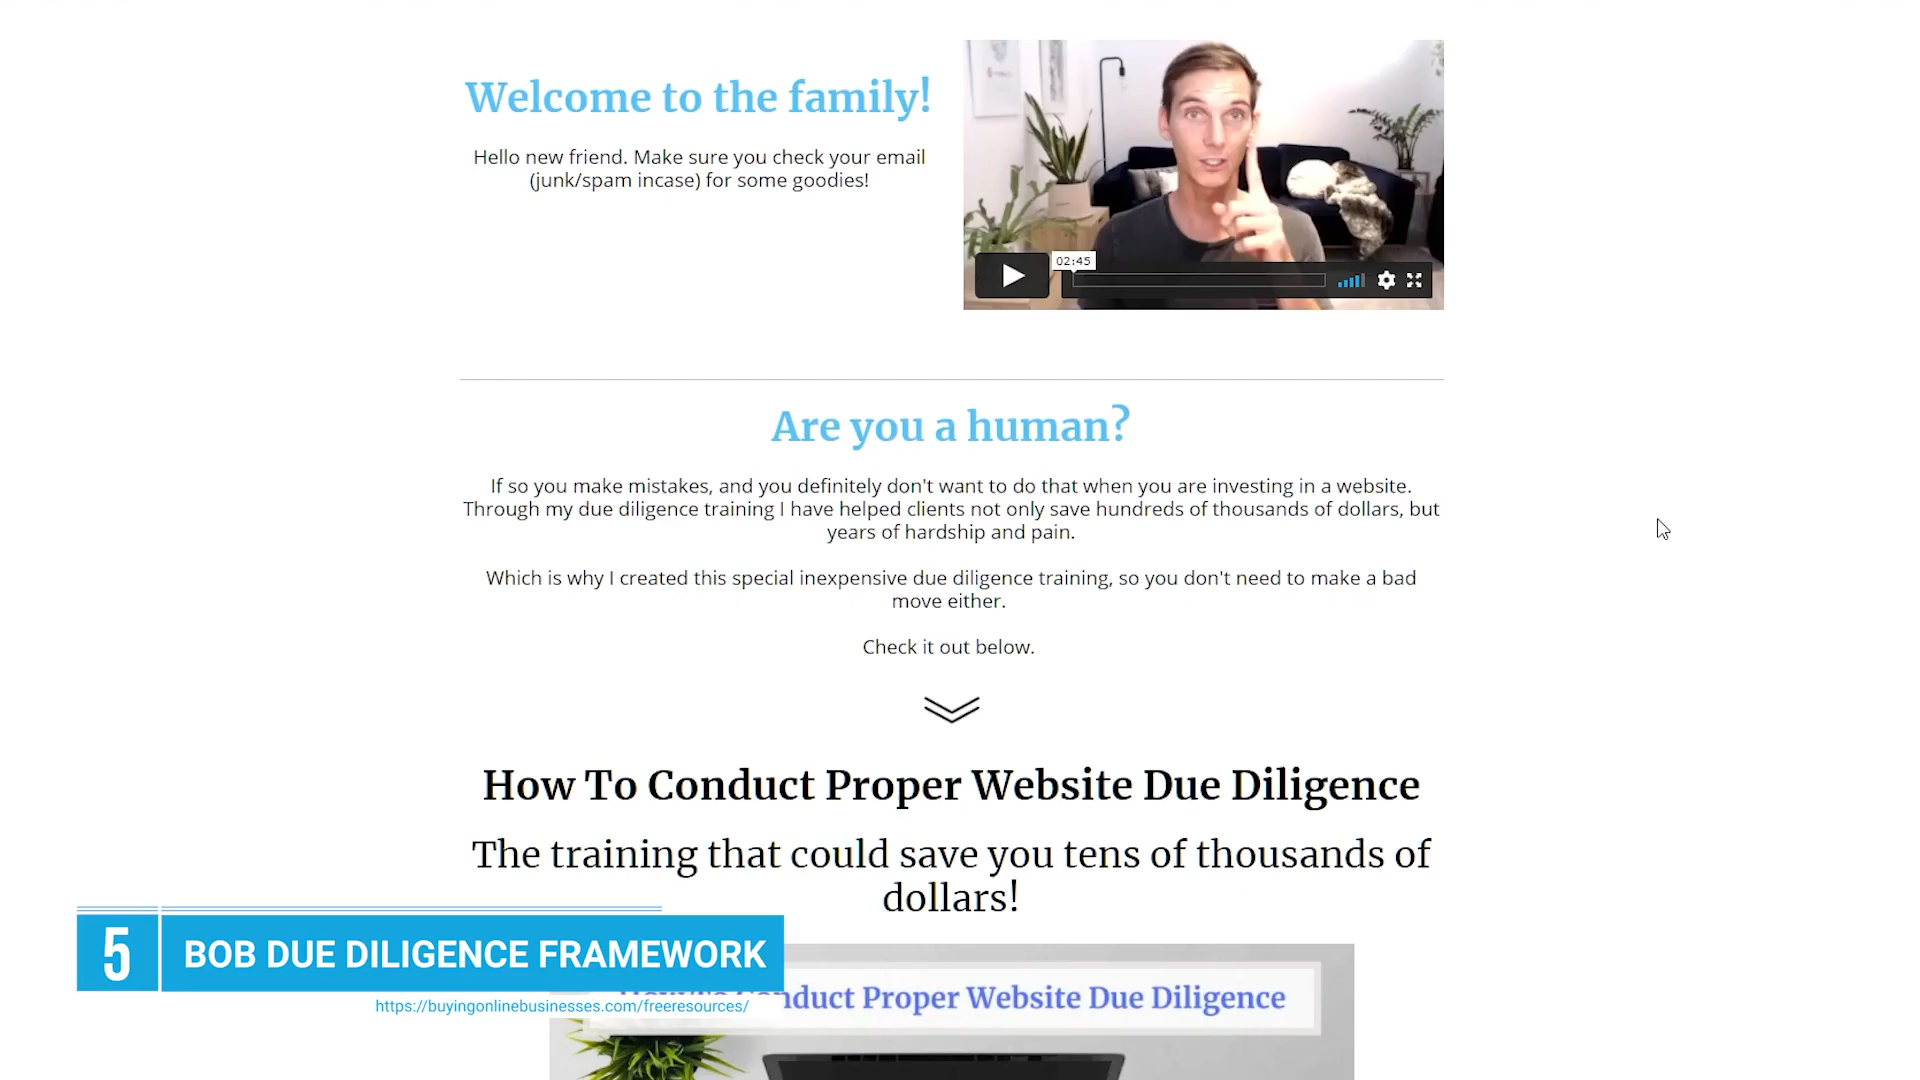 Welcome to the family!
Hello new friend. Make sure you check your email
(junk/spam incase) for some goodies!
02:45
Are you a human?
If so you make mistakes, and you definitely don't want to do that when you are investing in a website.
Through my due diligence training I have helped clients not only save hundreds of thousands of dollars, but
years of hardship and pain.
Which is why I created this special inexpensive due diligence training, so you don't need to make a bad
move either.
Check it out below.
How To Conduct Proper Website Due Diligence
The training that could save you tens of thousands of
dollars!
5
BOB DUE DILIGENCE FRAMEWORK
https://buyingonlinebusinesses.com/freeresources/
Proper Website Due Diligence